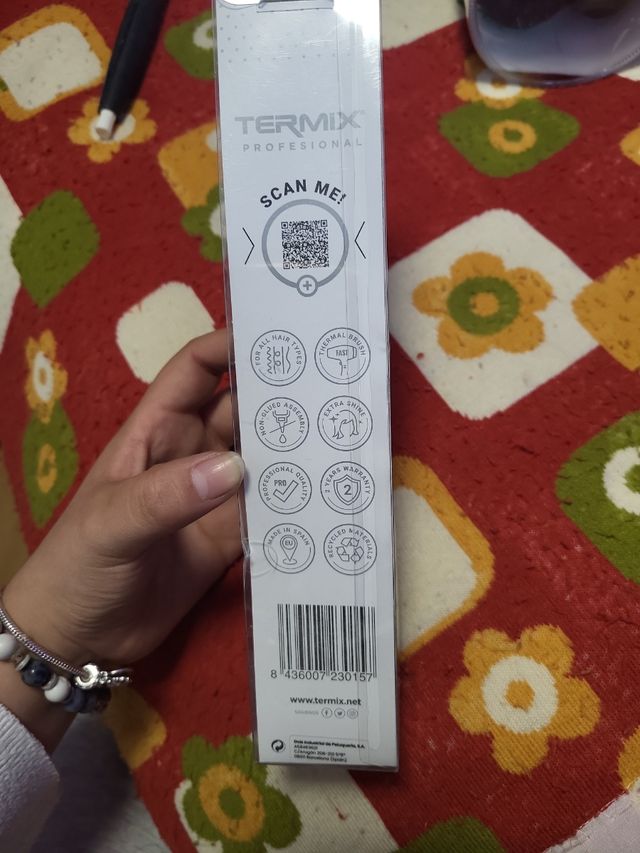 TERMIX
PROFESIONAL
SCAN ME!
FOR ALL HAIR TYPES
THERMAL BRUSH
FAST
NON-GLUED ASSEMBLY
EXTRA SHINE
PROFESSIONAL QUALITY
PRO
2 YEARS WARRANTY
2
MADE IN SPAIN
EU
RECYCLED MATERIALS
8 436007 230157
www.termix.net